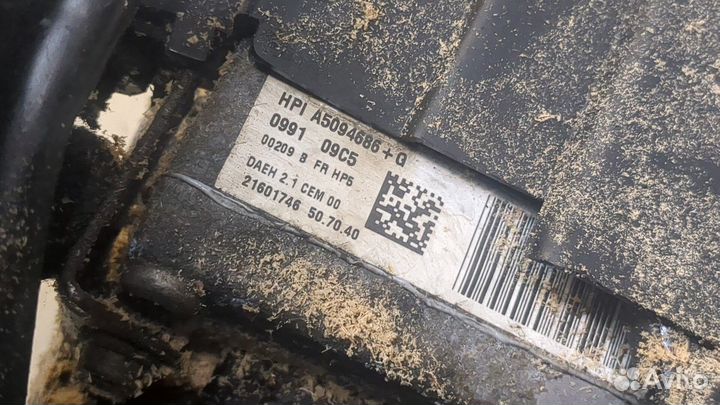 HPI A5094686+Q
0991 09C5
00209 8 FR HP5
DAEH 2.1 CEM 00
21601746 50.70.40
Avito